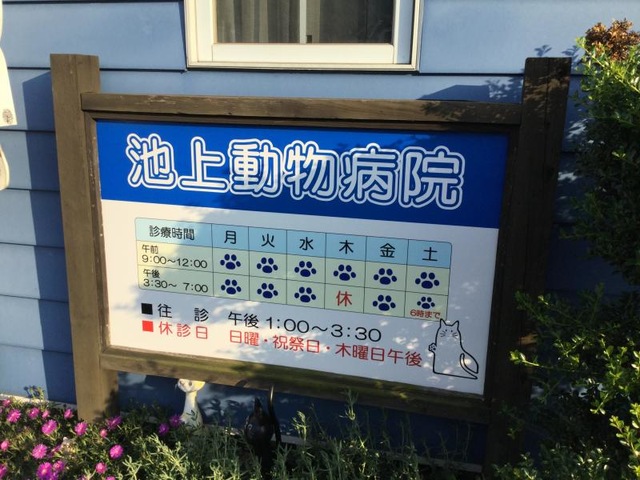 池上動物病院
診療時間 月 火 水 木 金 土
午前
9:00〜12:00
午後
3:30〜 7:00 休 6時まで
■往 診 午後1:00〜3:30
■休診日 日曜・祝祭日・木曜日午後